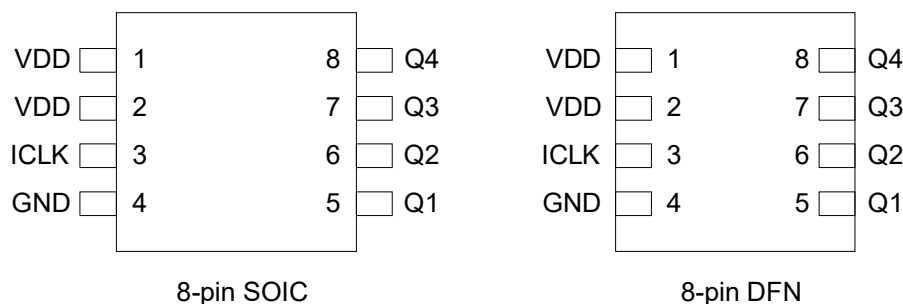 VDD 1 8 Q4 VDD 1 8 Q4
VDD 2 7 Q3 VDD 2 7 Q3
ICLK 3 6 Q2 ICLK 3 6 Q2
GND 4 5 Q1 GND 4 5 Q1
8-pin SOIC 8-pin DFN